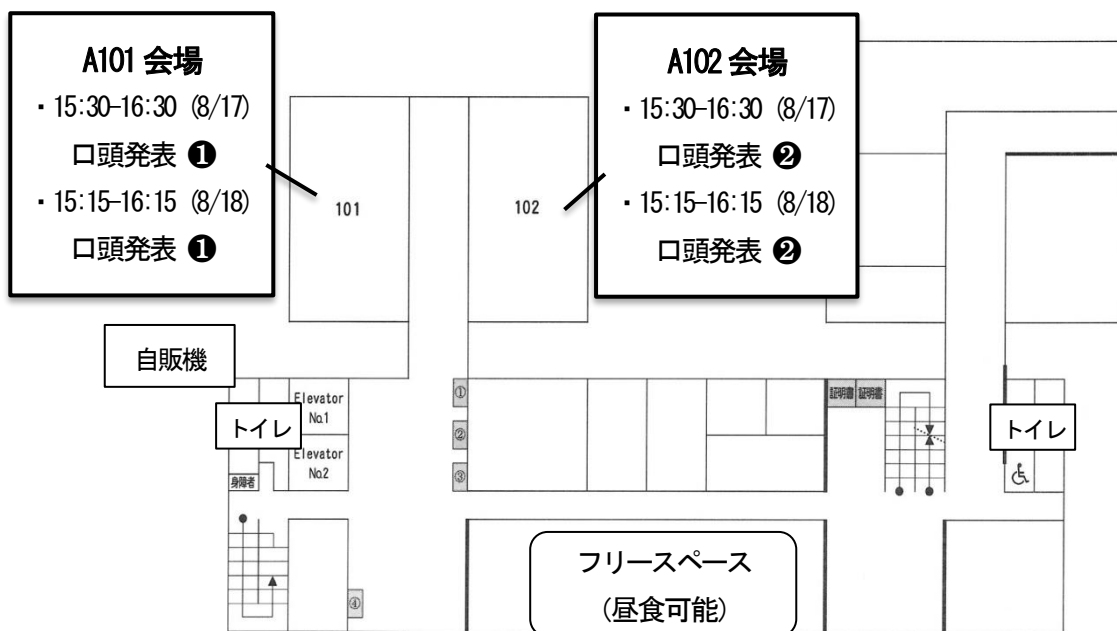 A101 会場
・15:30-16:30 (8/17)
口頭発表 ❶
・15:15-16:15 (8/18)
口頭発表 ❶
A102 会場
・15:30-16:30 (8/17)
口頭発表 ❷
・15:15-16:15 (8/18)
口頭発表 ❷
101
102
自販機
トイレ
Elevator
No.1
Elevator
No.2
身障者
①
②
③
④
証明書
証明書
トイレ
フリースペース
(昼食可能)